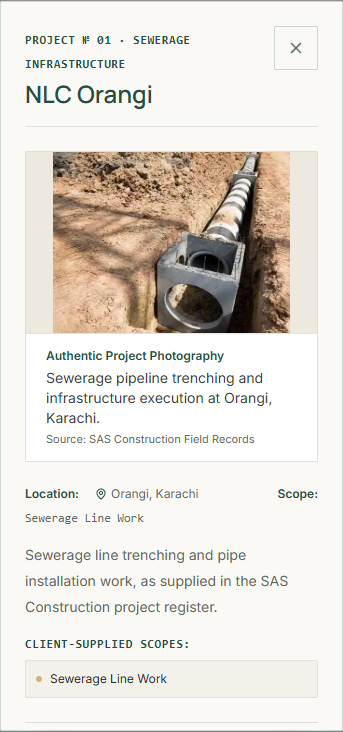 PROJECT № 01 · SEWERAGE
INFRASTRUCTURE
NLC Orangi
Authentic Project Photography
Sewerage pipeline trenching and
infrastructure execution at Orangi,
Karachi.
Source: SAS Construction Field Records
Location: Orangi, Karachi Scope:
Sewerage Line Work
Sewerage line trenching and pipe
installation work, as supplied in the SAS
Construction project register.
CLIENT-SUPPLIED SCOPES:
Sewerage Line Work